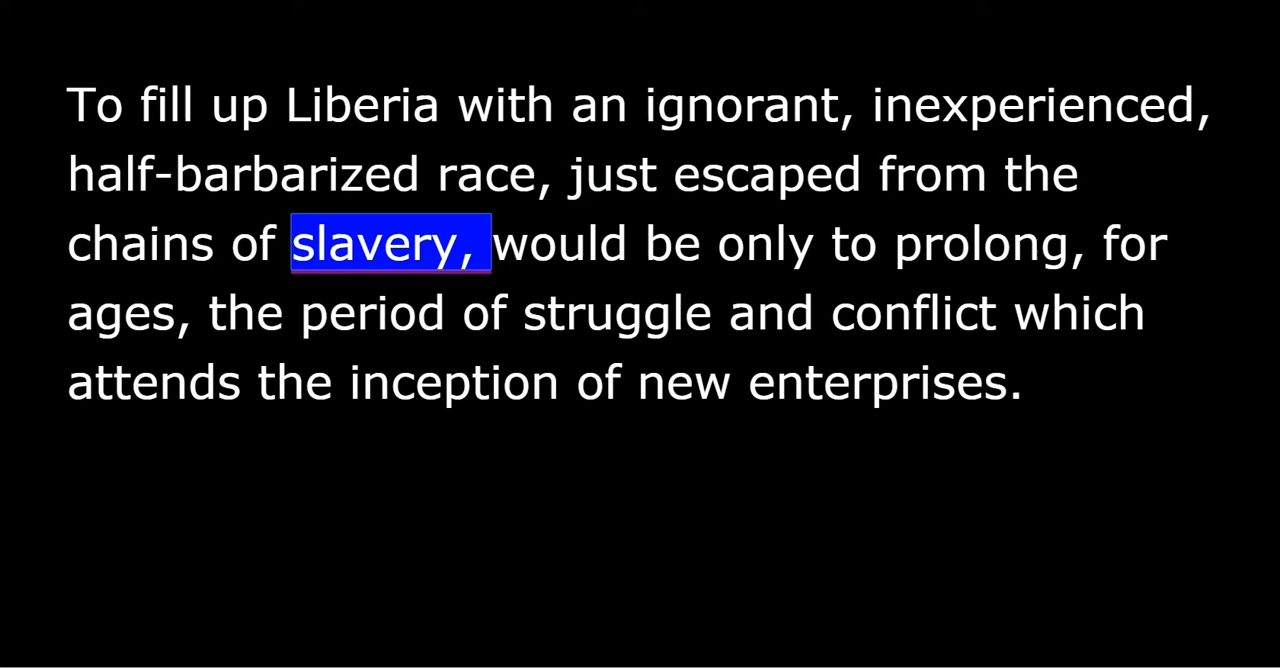 To fill up Liberia with an ignorant, inexperienced,
half-barbarized race, just escaped from the
chains of slavery, would be only to prolong, for
ages, the period of struggle and conflict which
attends the inception of new enterprises.